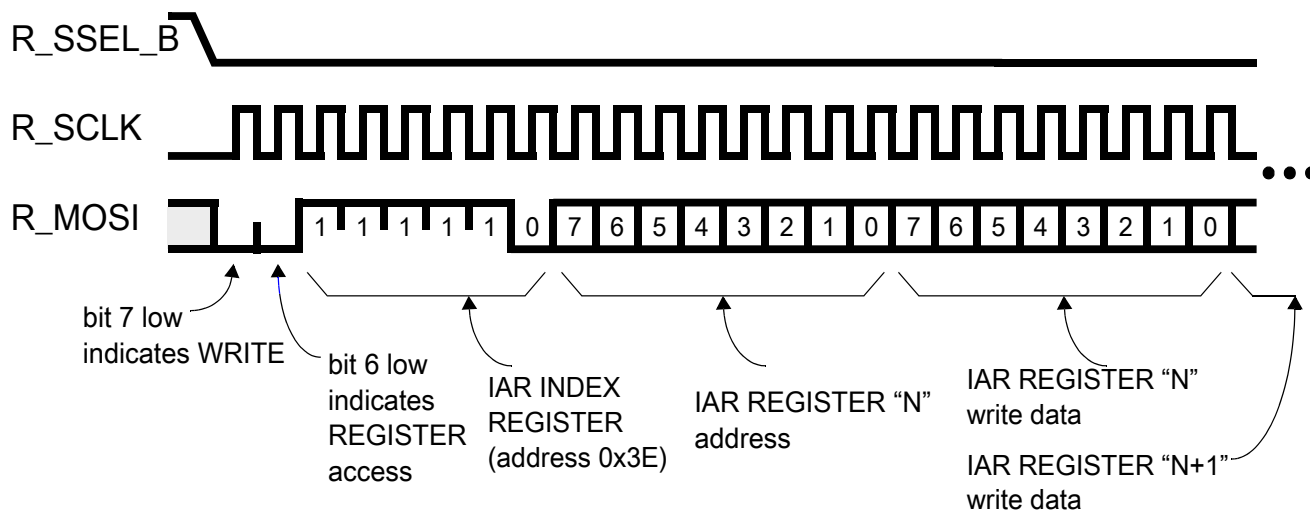 R_SSEL_B
R_SCLK
R_MOSI
1 1 1 1 1 0 7 6 5 4 3 2 1 0 7 6 5 4 3 2 1 0
bit 7 low
indicates WRITE
bit 6 low
indicates
REGISTER
access
IAR INDEX
REGISTER
(address 0x3E)
IAR REGISTER “N”
address
IAR REGISTER “N”
write data
IAR REGISTER “N+1”
write data